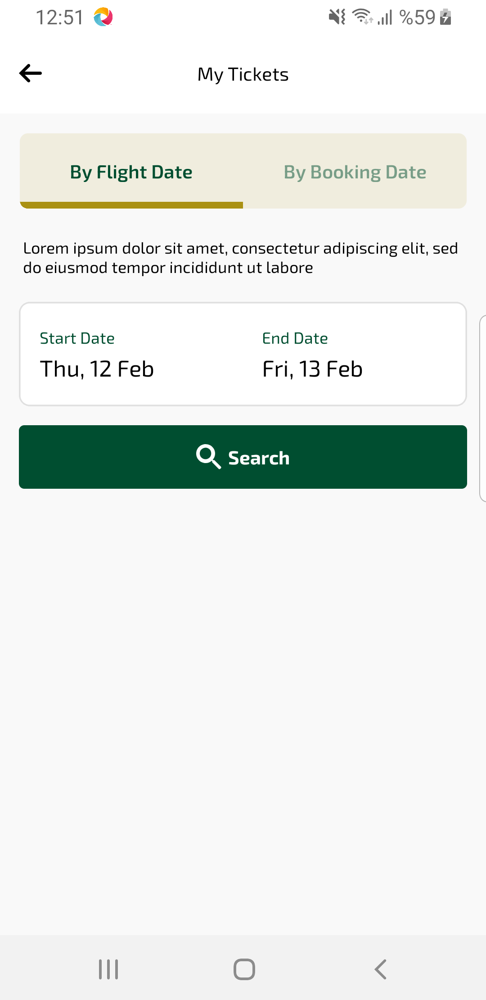 12:51 %59
My Tickets
By Flight Date By Booking Date
Lorem ipsum dolor sit amet, consectetur adipiscing elit, sed
do eiusmod tempor incididunt ut labore
Start Date End Date
Thu, 12 Feb Fri, 13 Feb
Search